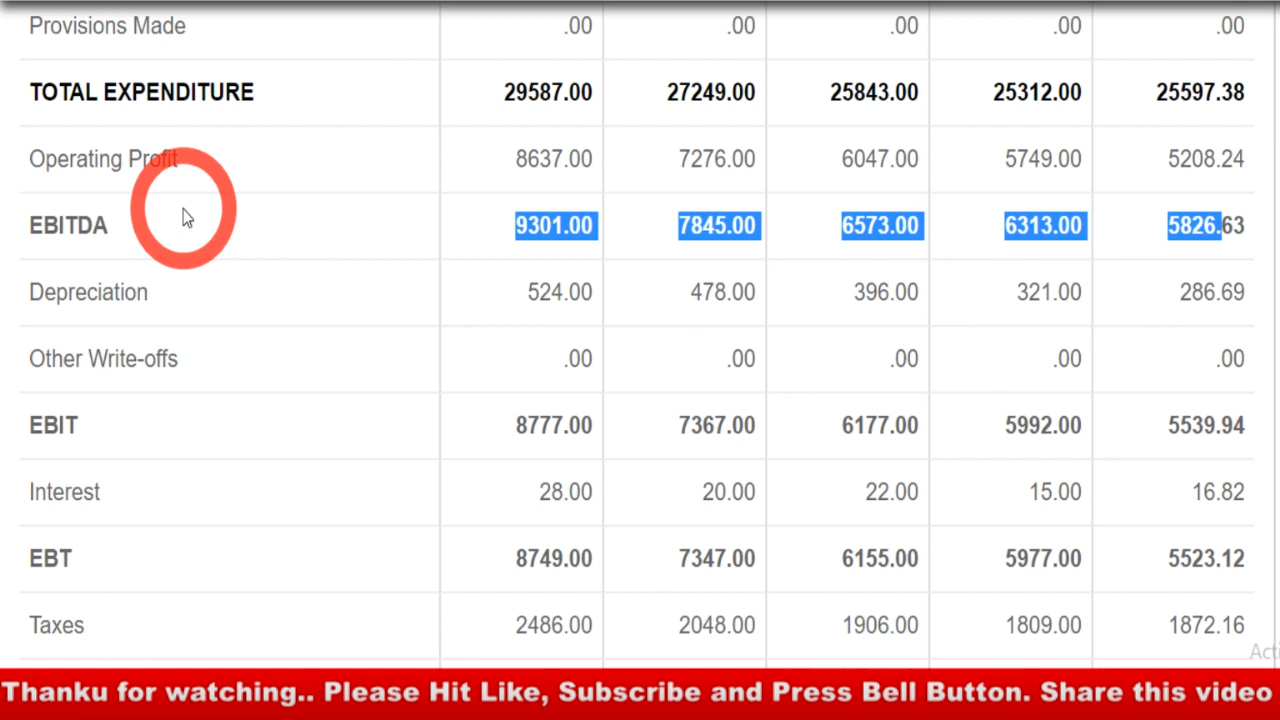 Provisions Made .00 .00 .00 .00 .00
TOTAL EXPENDITURE 29587.00 27249.00 25843.00 25312.00 25597.38
Operating Profit 8637.00 7276.00 6047.00 5749.00 5208.24
EBITDA 9301.00 7845.00 6573.00 6313.00 5826.63
Depreciation 524.00 478.00 396.00 321.00 286.69
Other Write-offs .00 .00 .00 .00 .00
EBIT 8777.00 7367.00 6177.00 5992.00 5539.94
Interest 28.00 20.00 22.00 15.00 16.82
EBT 8749.00 7347.00 6155.00 5977.00 5523.12
Taxes 2486.00 2048.00 1906.00 1809.00 1872.16
Thanku for watching.. Please Hit Like, Subscribe and Press Bell Button. Share this video